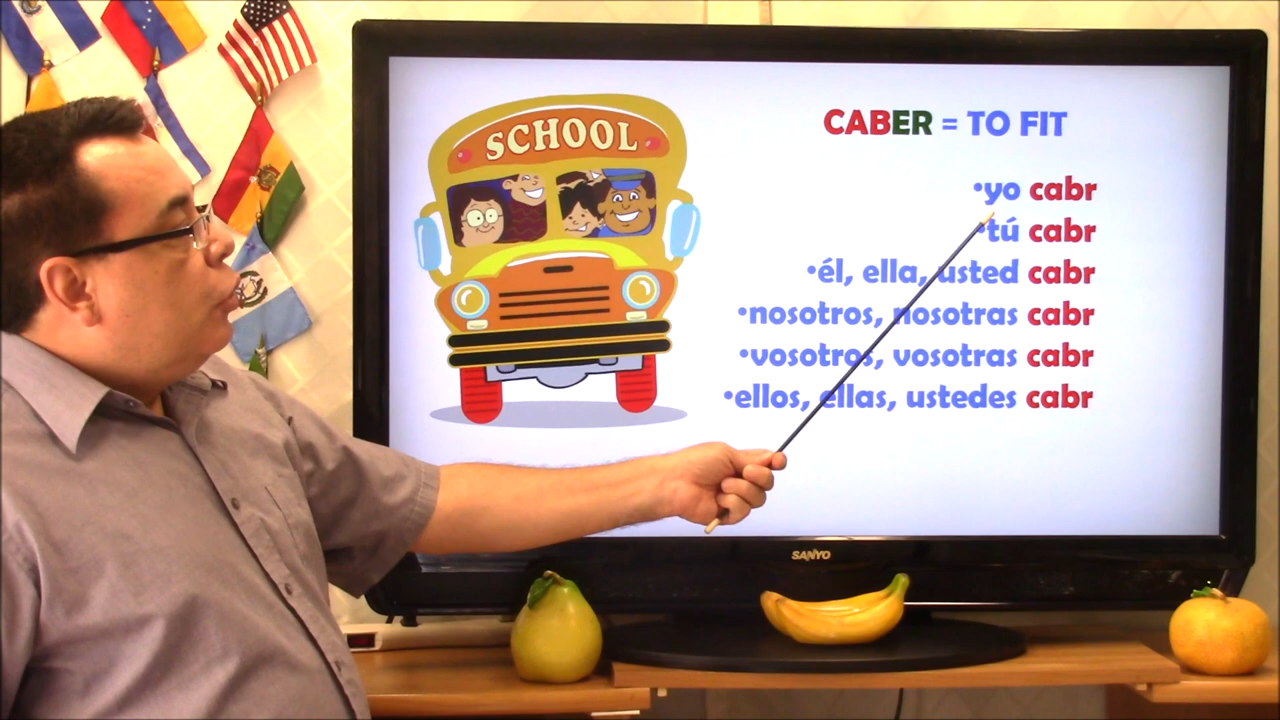 SCHOOL
CABER = TO FIT
•yo cabr
•tú cabr
•él, ella, usted cabr
•nosotros, nosotras cabr
•vosotros, vosotras cabr
•ellos, ellas, ustedes cabr
SANYO